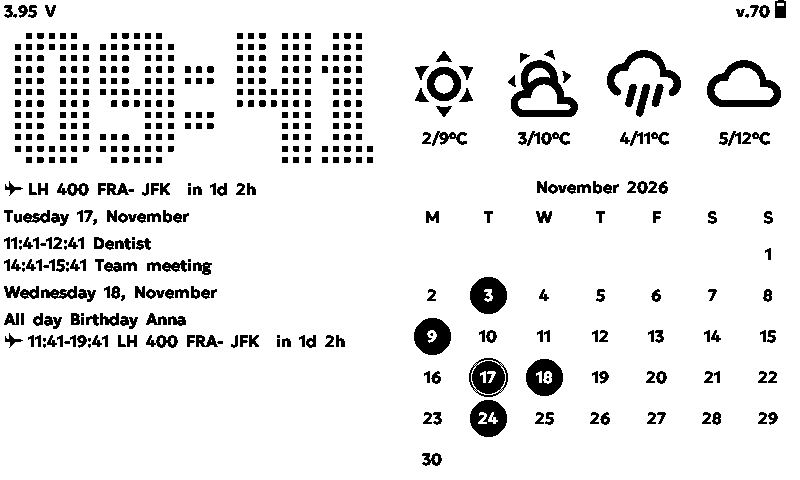 3.95 V
v.70
09:41
2/9°C 3/10°C 4/11°C 5/12°C
LH 400 FRA- JFK in 1d 2h
Tuesday 17, November
11:41-12:41 Dentist
14:41-15:41 Team meeting
Wednesday 18, November
All day Birthday Anna
11:41-19:41 LH 400 FRA- JFK in 1d 2h
November 2026
M T W T F S S
1
2 3 4 5 6 7 8
9 10 11 12 13 14 15
16 17 18 19 20 21 22
23 24 25 26 27 28 29
30